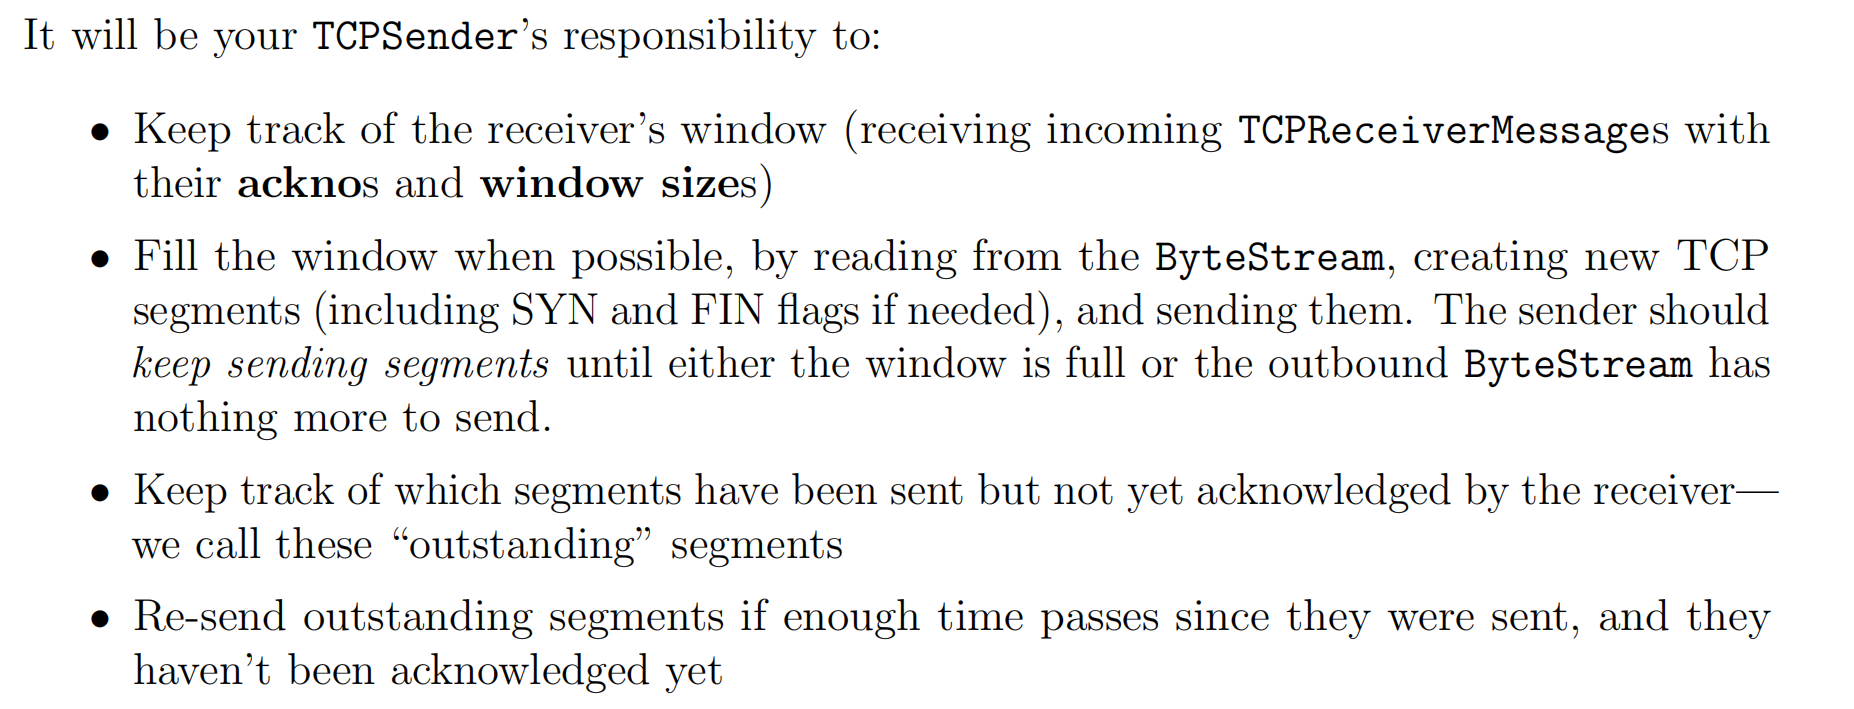 It will be your TCPSender’s responsibility to:
• Keep track of the receiver’s window (receiving incoming TCPReceiverMessages with
their acknos and window sizes)
• Fill the window when possible, by reading from the ByteStream, creating new TCP
segments (including SYN and FIN flags if needed), and sending them. The sender should
keep sending segments until either the window is full or the outbound ByteStream has
nothing more to send.
• Keep track of which segments have been sent but not yet acknowledged by the receiver—
we call these “outstanding” segments
• Re-send outstanding segments if enough time passes since they were sent, and they
haven’t been acknowledged yet